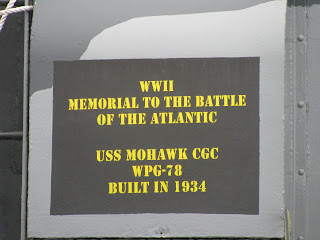 WWII
MEMORIAL TO THE BATTLE
OF THE ATLANTIC
USS MOHAWK CGC
WPG-78
BUILT IN 1934